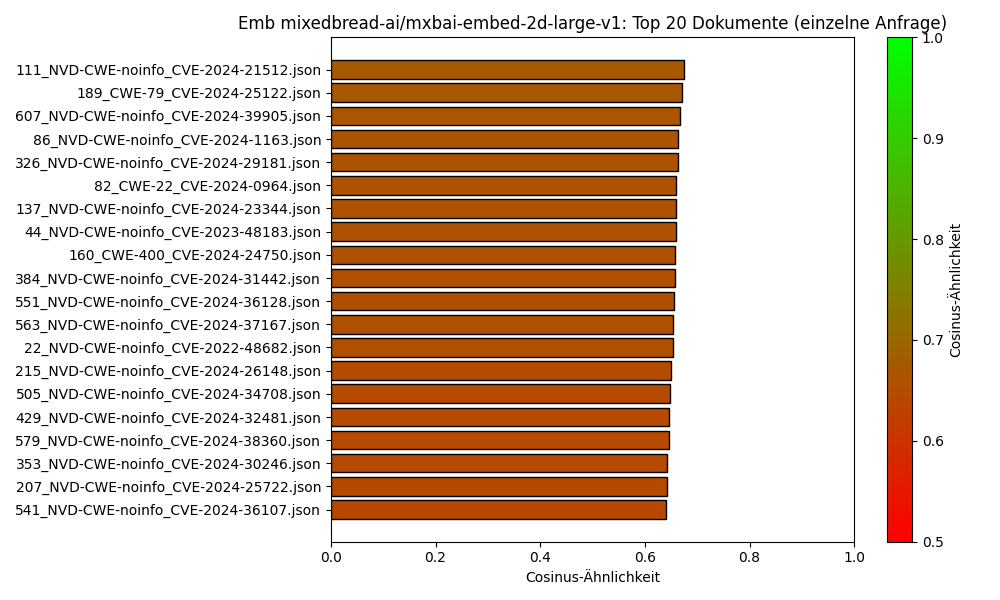 Emb mixedbread-ai/mxbai-embed-2d-large-v1: Top 20 Dokumente (einzelne Anfrage)
111_NVD-CWE-noinfo_CVE-2024-21512.json
189_CWE-79_CVE-2024-25122.json
607_NVD-CWE-noinfo_CVE-2024-39905.json
86_NVD-CWE-noinfo_CVE-2024-1163.json
326_NVD-CWE-noinfo_CVE-2024-29181.json
82_CWE-22_CVE-2024-0964.json
137_NVD-CWE-noinfo_CVE-2024-23344.json
44_NVD-CWE-noinfo_CVE-2023-48183.json
160_CWE-400_CVE-2024-24750.json
384_NVD-CWE-noinfo_CVE-2024-31442.json
551_NVD-CWE-noinfo_CVE-2024-36128.json
563_NVD-CWE-noinfo_CVE-2024-37167.json
22_NVD-CWE-noinfo_CVE-2022-48682.json
215_NVD-CWE-noinfo_CVE-2024-26148.json
505_NVD-CWE-noinfo_CVE-2024-34708.json
429_NVD-CWE-noinfo_CVE-2024-32481.json
579_NVD-CWE-noinfo_CVE-2024-38360.json
353_NVD-CWE-noinfo_CVE-2024-30246.json
207_NVD-CWE-noinfo_CVE-2024-25722.json
541_NVD-CWE-noinfo_CVE-2024-36107.json
0.0 0.2 0.4 0.6 0.8 1.0
Cosinus-Ähnlichkeit
1.0
0.9
0.8
0.7
0.6
0.5
Cosinus-Ähnlichkeit